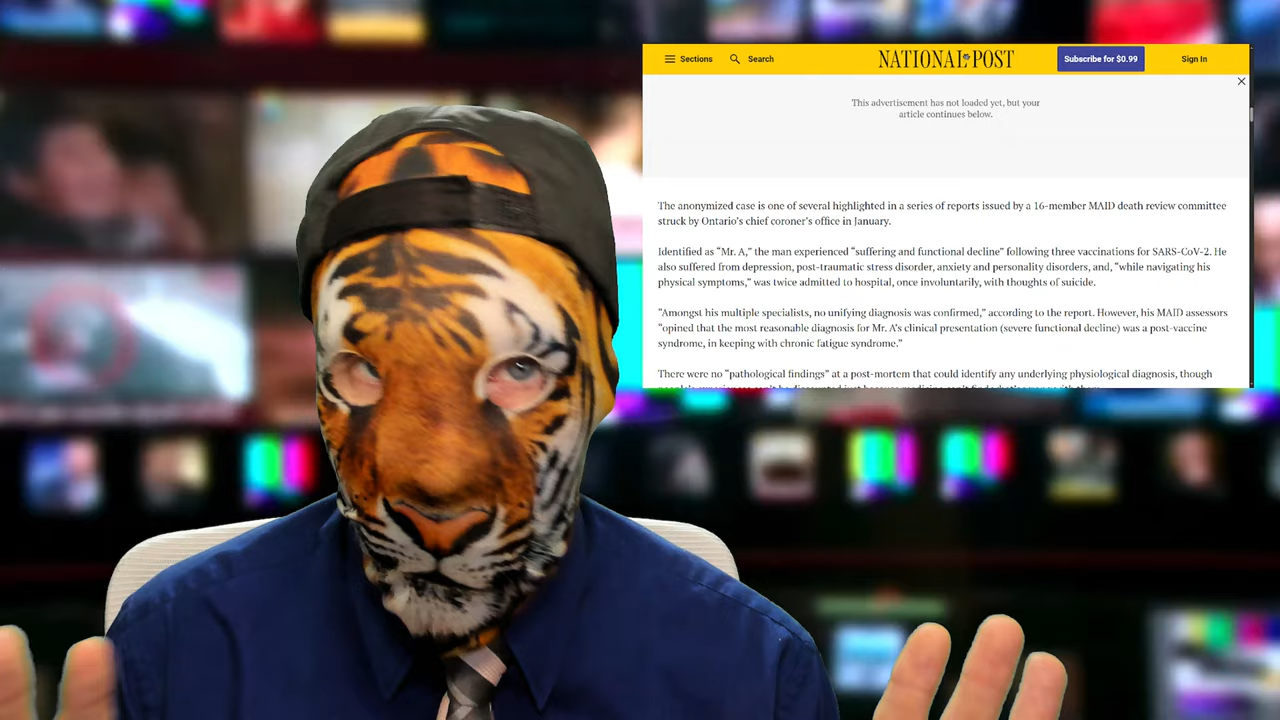 Sections
Search
NATIONAL POST
Subscribe for $0.99
Sign In
This advertisement has not loaded yet, but your
article continues below.
The anonymized case is one of several highlighted in a series of reports issued by a 16-member MAID death review committee
struck by Ontario's chief coroner's office in January.
Identified as “Mr. A,” the man experienced “suffering and functional decline” following three vaccinations for SARS-CoV-2. He
also suffered from depression, post-traumatic stress disorder, anxiety and personality disorders, and, “while navigating his
physical symptoms,” was twice admitted to hospital, once involuntarily, with thoughts of suicide.
“Amongst his multiple specialists, no unifying diagnosis was confirmed,” according to the report. However, his MAID assessors
“opined that the most reasonable diagnosis for Mr. A's clinical presentation (severe functional decline) was a post-vaccine
syndrome, in keeping with chronic fatigue syndrome.”
There were no “pathological findings” at a post-mortem that could identify any underlying physiological diagnosis, though